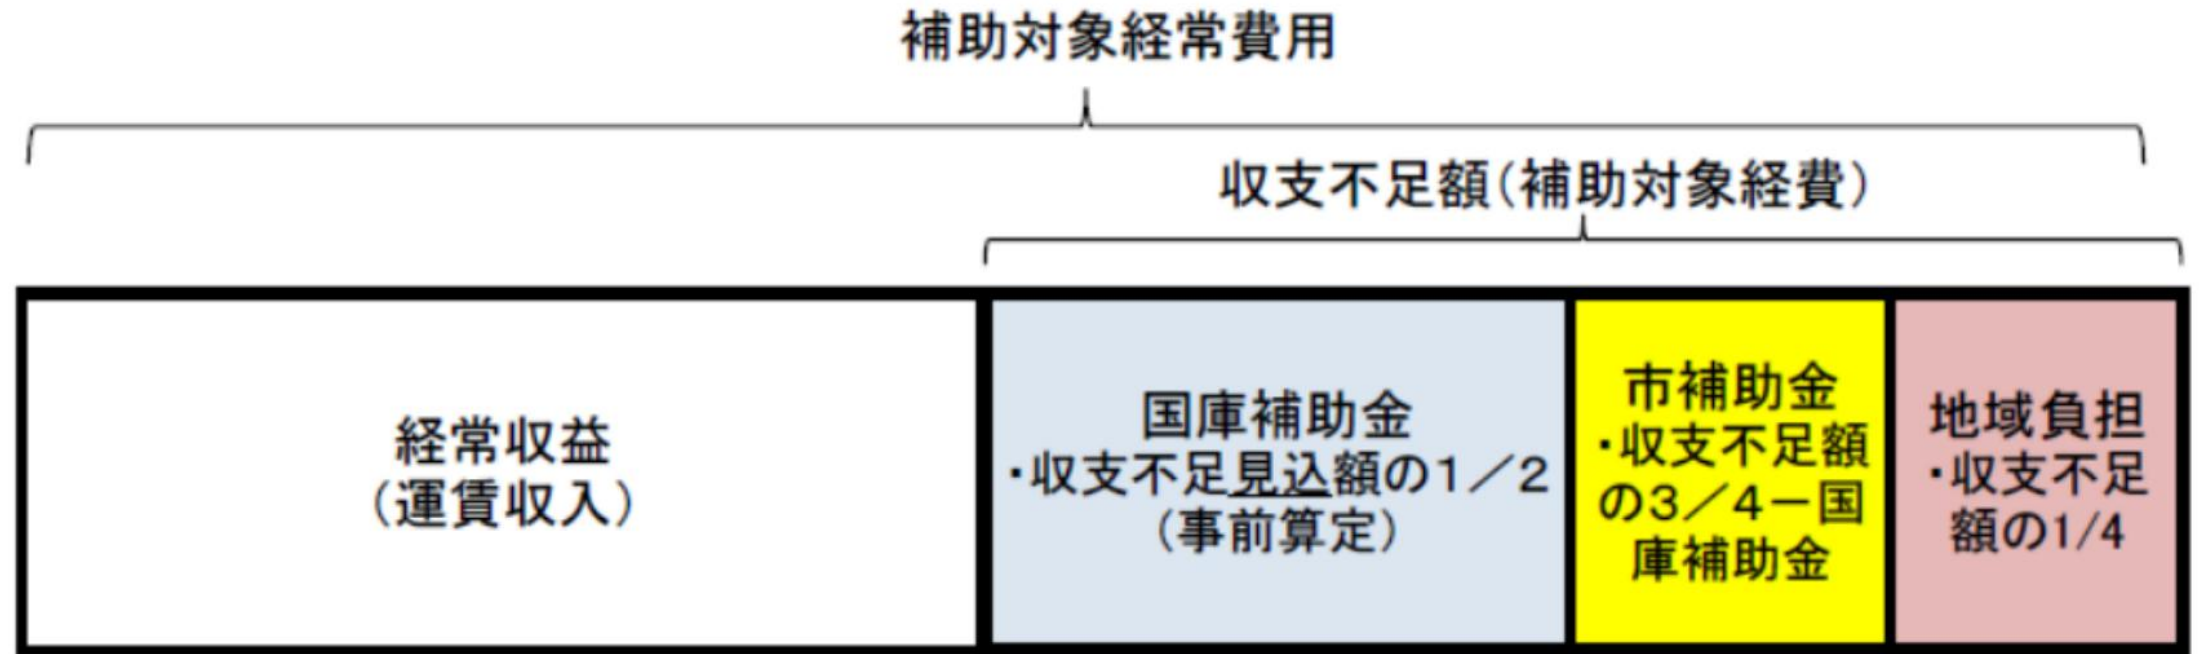 補助対象経常費用
収支不足額(補助対象経費)
経常収益
(運賃収入)
国庫補助金
・収支不足見込額の1/2
(事前算定)
市補助金
・収支不足額
の3/4-国
庫補助金
地域負担
・収支不足
額の1/4